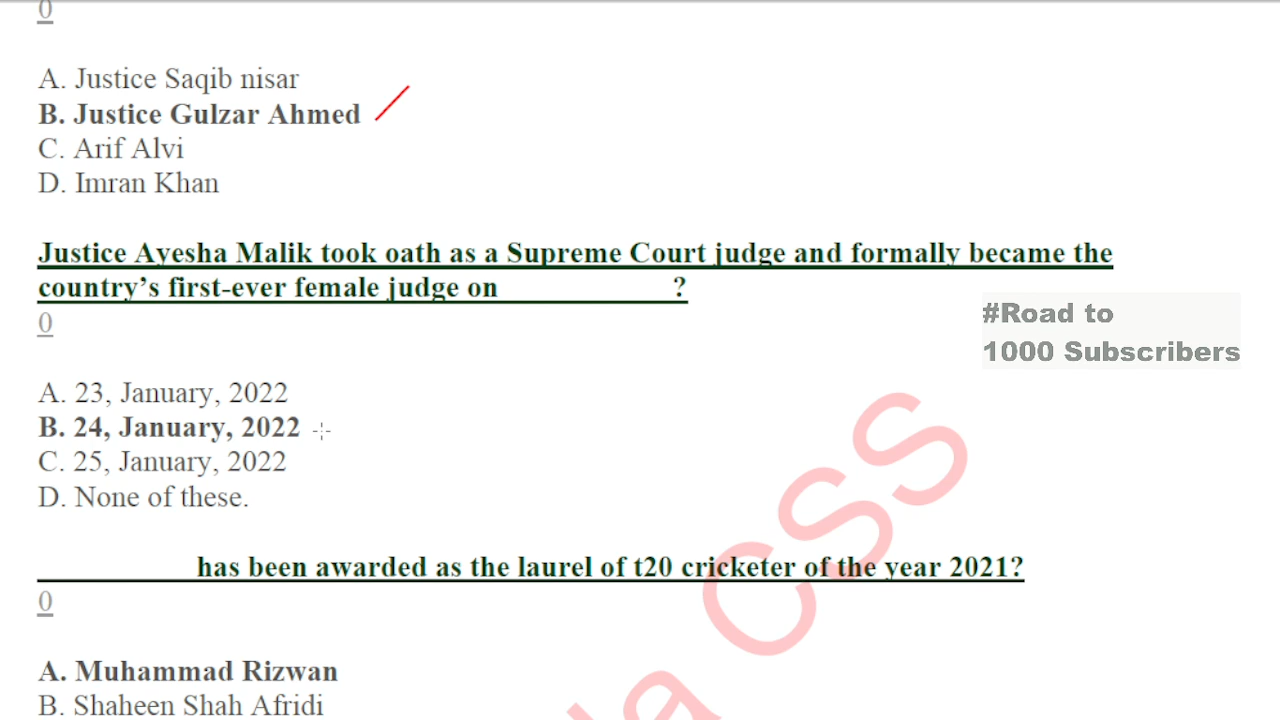 0
A. Justice Saqib nisar
B. Justice Gulzar Ahmed
C. Arif Alvi
D. Imran Khan
Justice Ayesha Malik took oath as a Supreme Court judge and formally became the
country’s first-ever female judge on ____________?
0
#Road to
1000 Subscribers
A. 23, January, 2022
B. 24, January, 2022
C. 25, January, 2022
D. None of these.
___________ has been awarded as the laurel of t20 cricketer of the year 2021?
0
A. Muhammad Rizwan
B. Shaheen Shah Afridi
CSS